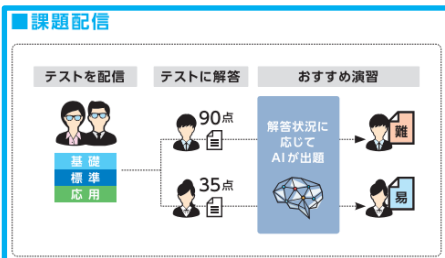 ■課題配信
テストを配信
テストに解答
おすすめ演習
基礎
標準
応用
90点
35点
解答状況に
応じて
AIが出題
難
易